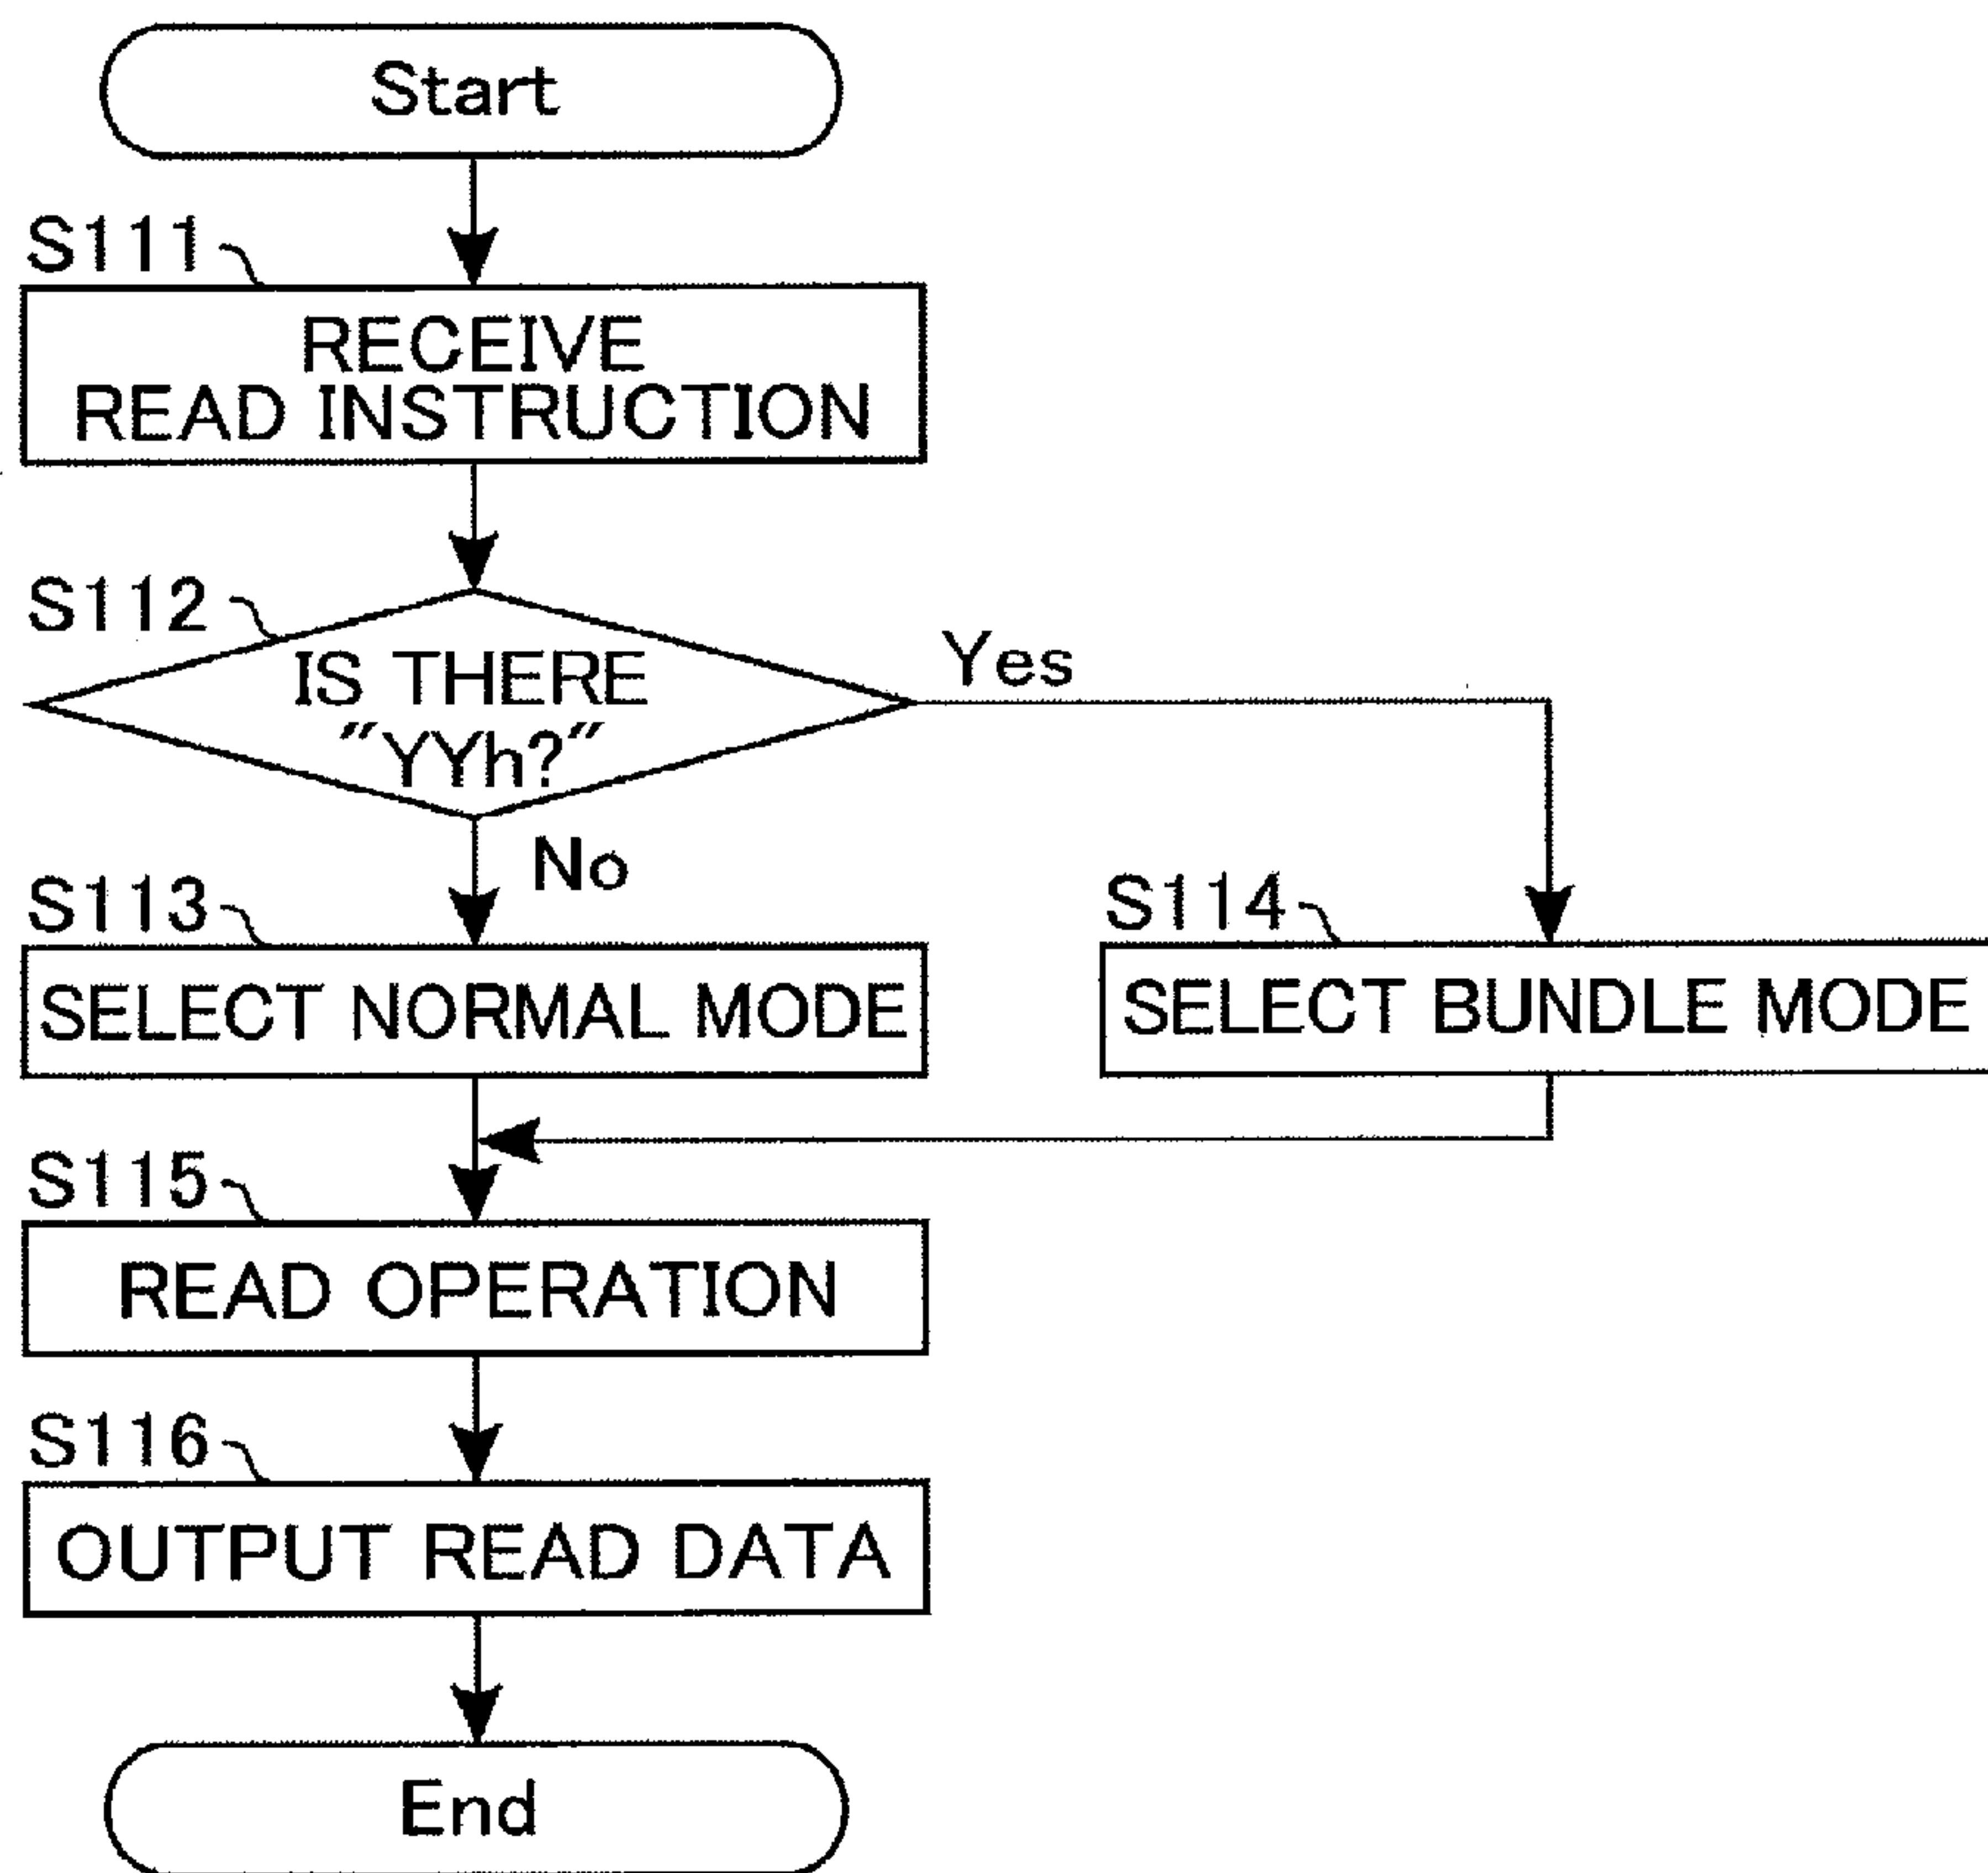 Start
S111
RECEIVE
READ INSTRUCTION
S112
IS THERE
"YYh?"
Yes
No
S113
SELECT NORMAL MODE
S114
SELECT BUNDLE MODE
S115
READ OPERATION
S116
OUTPUT READ DATA
End